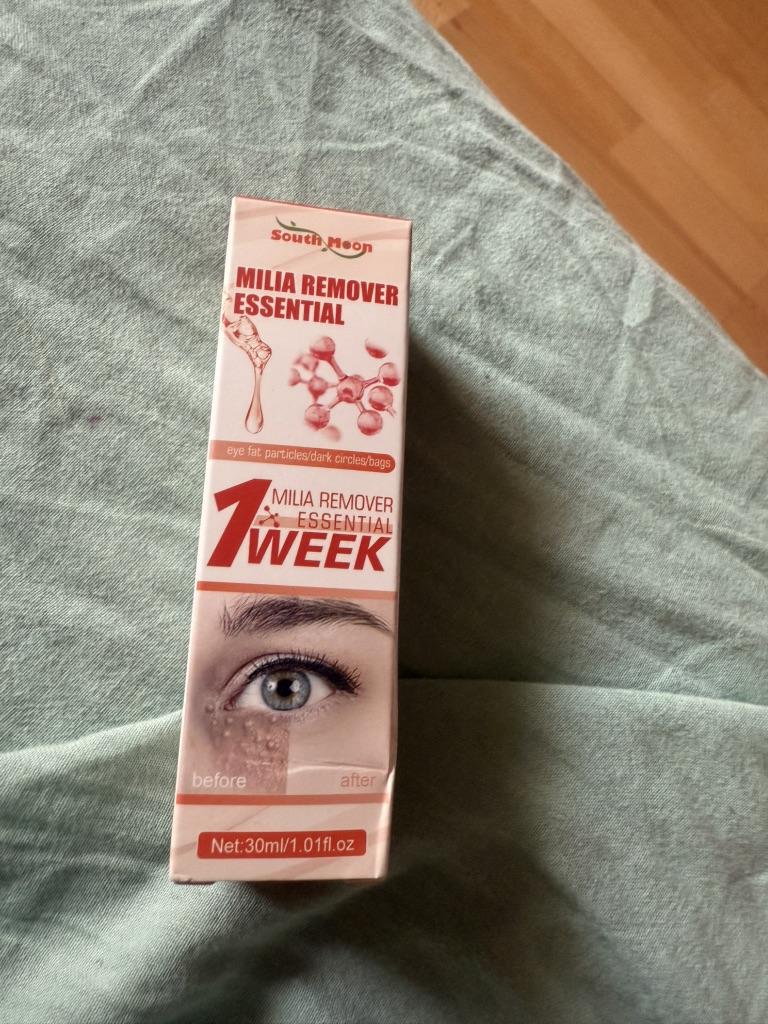 South Moon
MILIA REMOVER
ESSENTIAL
eye fat particles/dark circles/bags
1
MILIA REMOVER
ESSENTIAL
WEEK
before
after
Net:30ml/1.01fl.oz